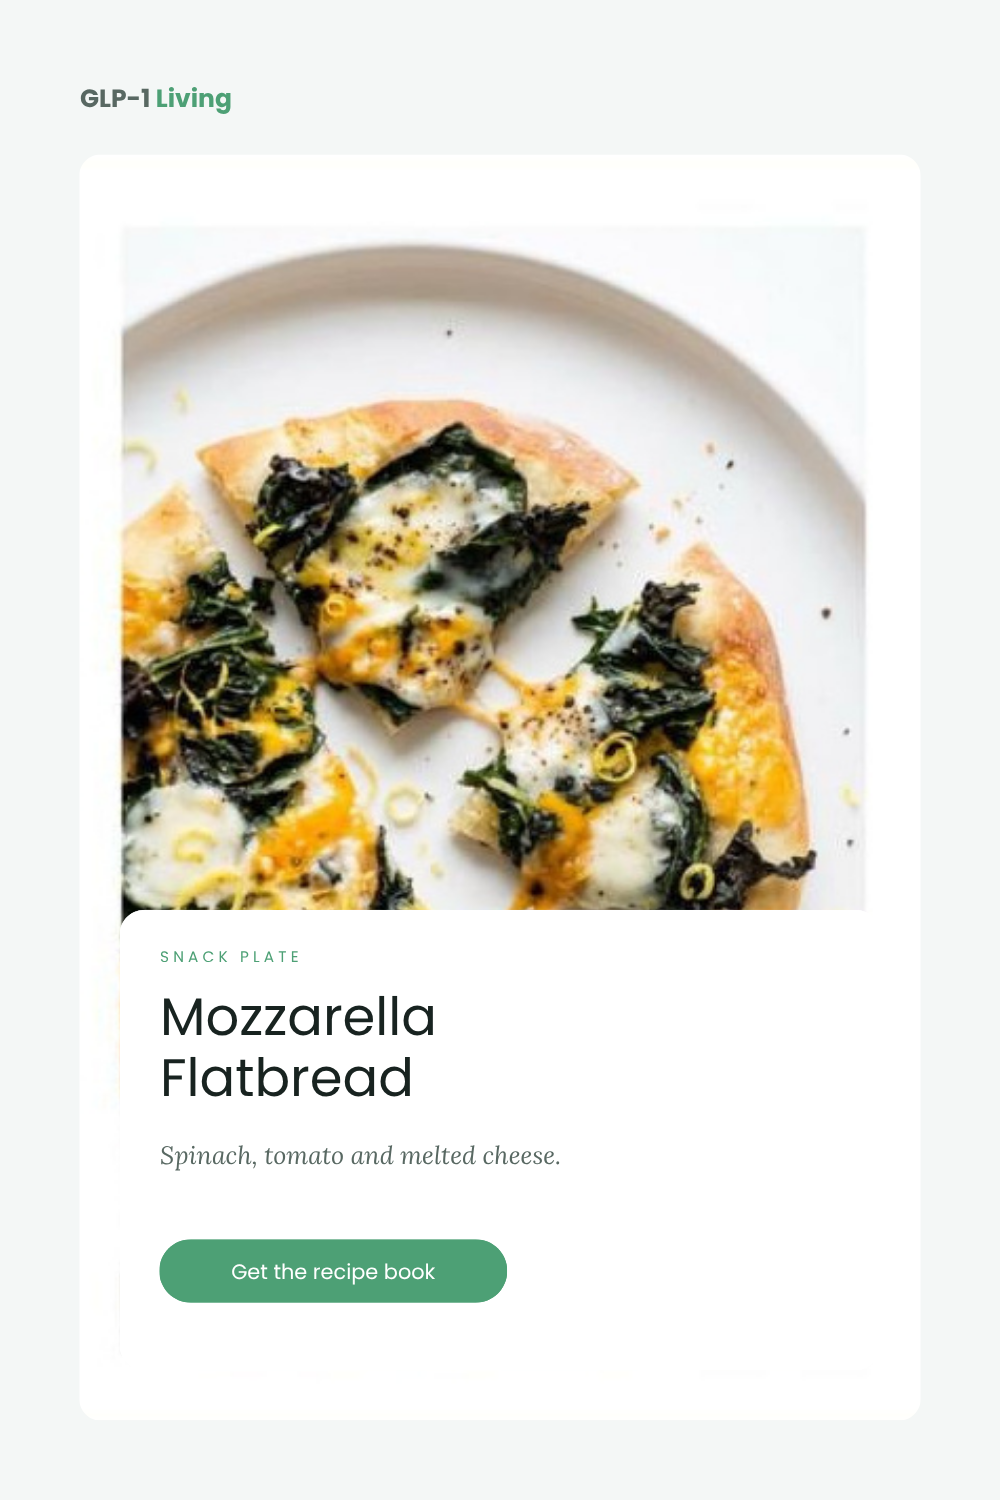 GLP-1 Living
SNACK PLATE
Mozzarella
Flatbread
Spinach, tomato and melted cheese.
Get the recipe book